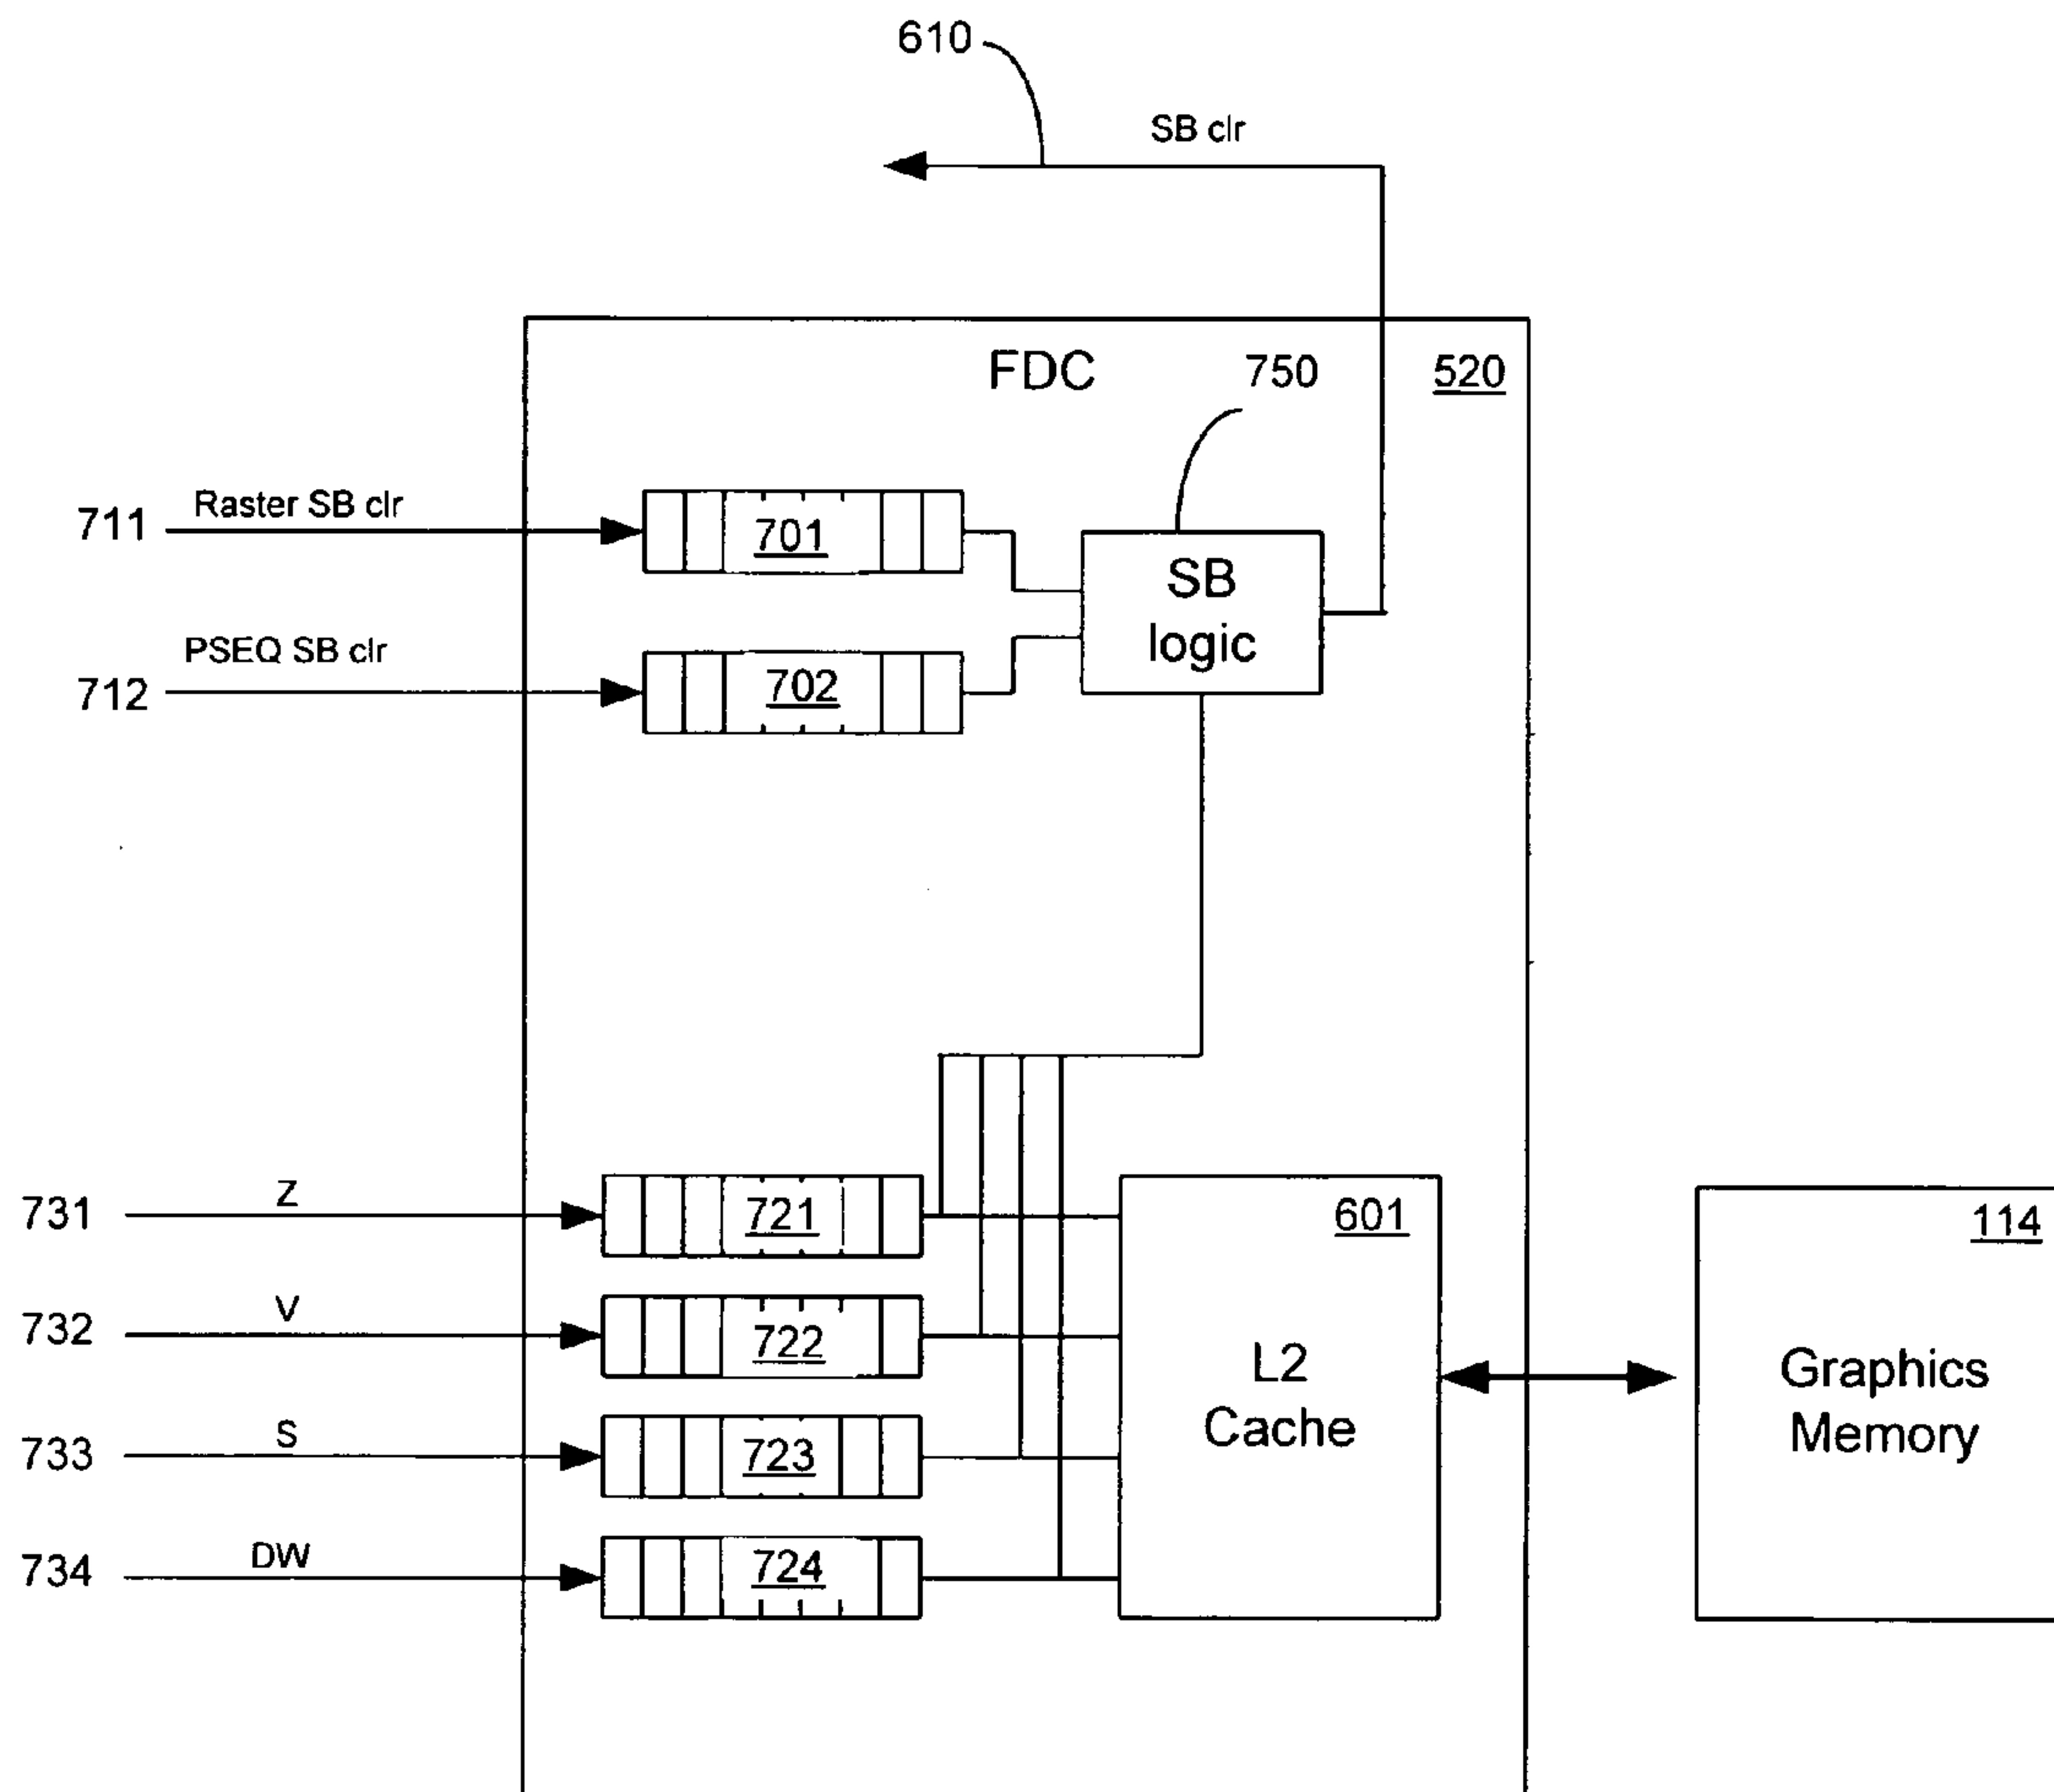 610
SB clr
FDC
750
520
711
Raster SB clr
701
SB
logic
PSEQ SB clr
712
702
731
Z
721
601
114
732
V
722
L2
Cache
Graphics
Memory
733
S
723
734
DW
724